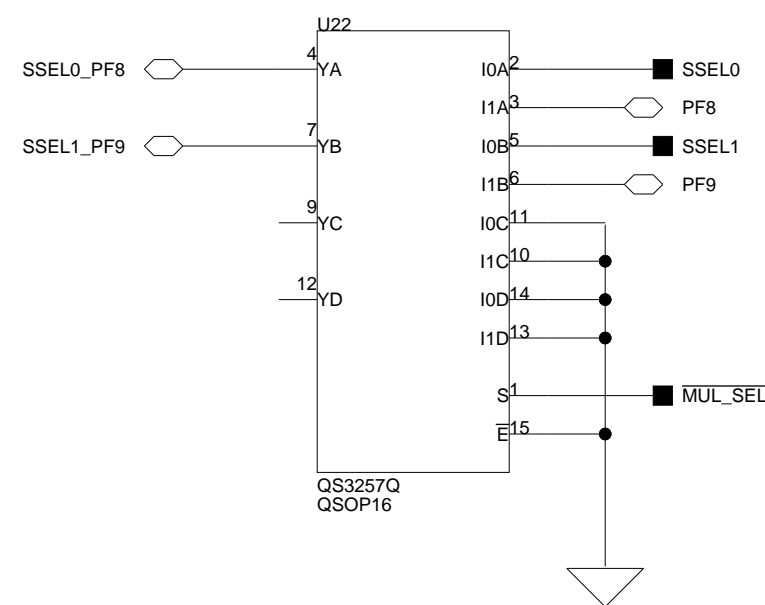 U22
SSEL0_PF8 4 YA I0A 2 SSEL0
I1A 3 PF8
SSEL1_PF9 7 YB I0B 5 SSEL1
I1B 6 PF9
9 YC I0C 11
I1C 10
12 YD I0D 14
I1D 13
S 1 MUL_SEL
E 15
QS3257Q
QSOP16